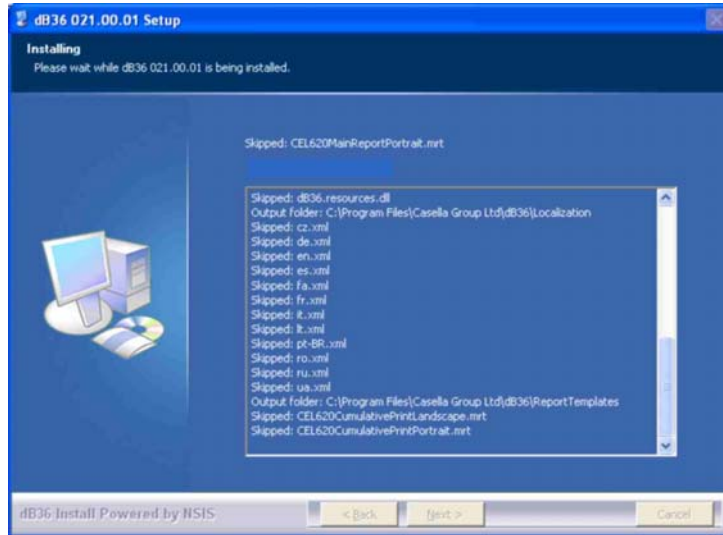 dB36 021.00.01 Setup
Installing
Please wait while dB36 021.00.01 is being installed.
Skipped: CEL620MainReportPortrait.mrt
Skipped: dB36.resources.dll
Output folder: C:\Program Files\Casella Group Ltd\dB36\Localization
Skipped: cz.xml
Skipped: de.xml
Skipped: en.xml
Skipped: es.xml
Skipped: fa.xml
Skipped: fr.xml
Skipped: it.xml
Skipped: lt.xml
Skipped: pt-BR.xml
Skipped: ro.xml
Skipped: ru.xml
Skipped: ua.xml
Output folder: C:\Program Files\Casella Group Ltd\dB36\ReportTemplates
Skipped: CEL620CumulativePrintLandscape.mrt
Skipped: CEL620CumulativePrintPortrait.mrt
dB36 Install Powered by NSIS
< Back
Next >
Cancel